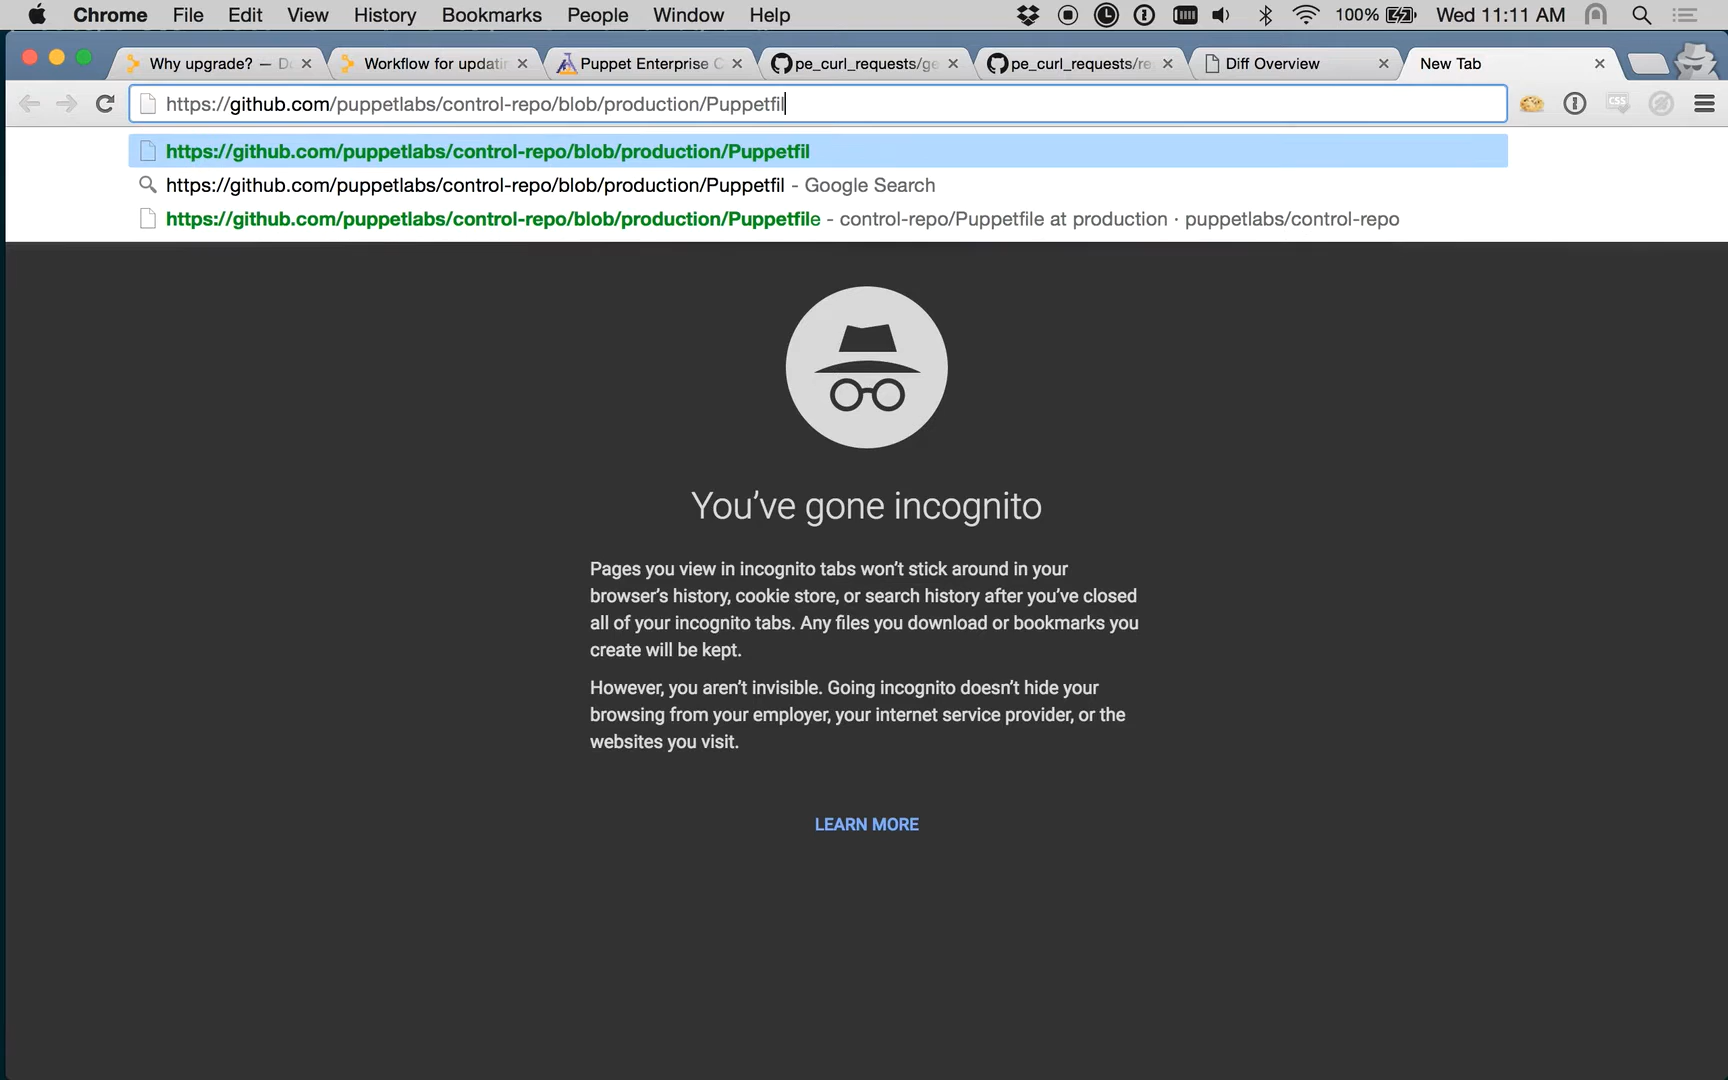 Chrome File Edit View History Bookmarks People Window Help 100% Wed 11:11 AM
Why upgrade? — D Workflow for updatin Puppet Enterprise C pe_curl_requests/ge pe_curl_requests/re Diff Overview New Tab
https://github.com/puppetlabs/control-repo/blob/production/Puppetfil CSS
https://github.com/puppetlabs/control-repo/blob/production/Puppetfil
https://github.com/puppetlabs/control-repo/blob/production/Puppetfil - Google Search
https://github.com/puppetlabs/control-repo/blob/production/Puppetfile - control-repo/Puppetfile at production · puppetlabs/control-repo
You’ve gone incognito
Pages you view in incognito tabs won’t stick around in your
browser’s history, cookie store, or search history after you’ve closed
all of your incognito tabs. Any files you download or bookmarks you
create will be kept.
However, you aren’t invisible. Going incognito doesn’t hide your
browsing from your employer, your internet service provider, or the
websites you visit.
LEARN MORE